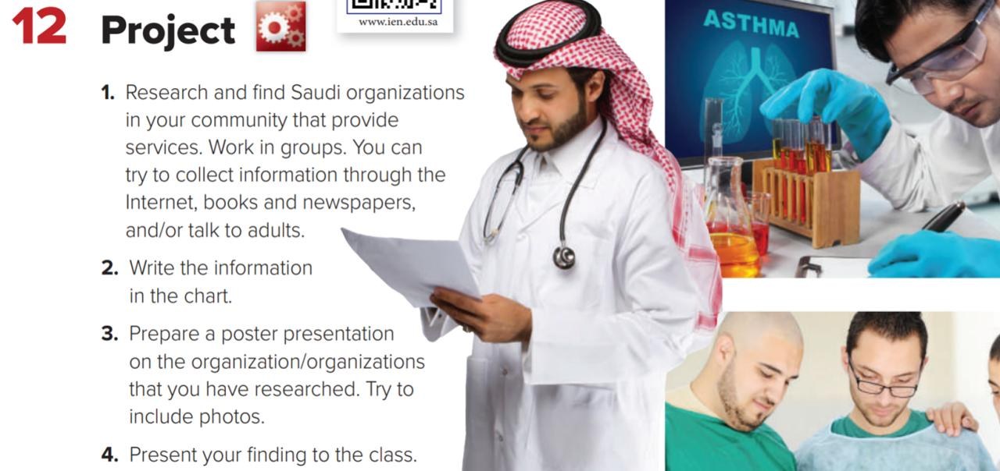 12 Project
www.ien.edu.sa
ASTHMA
1. Research and find Saudi organizations
in your community that provide
services. Work in groups. You can
try to collect information through the
Internet, books and newspapers,
and/or talk to adults.
2. Write the information
in the chart.
3. Prepare a poster presentation
on the organization/organizations
that you have researched. Try to
include photos.
4. Present your finding to the class.